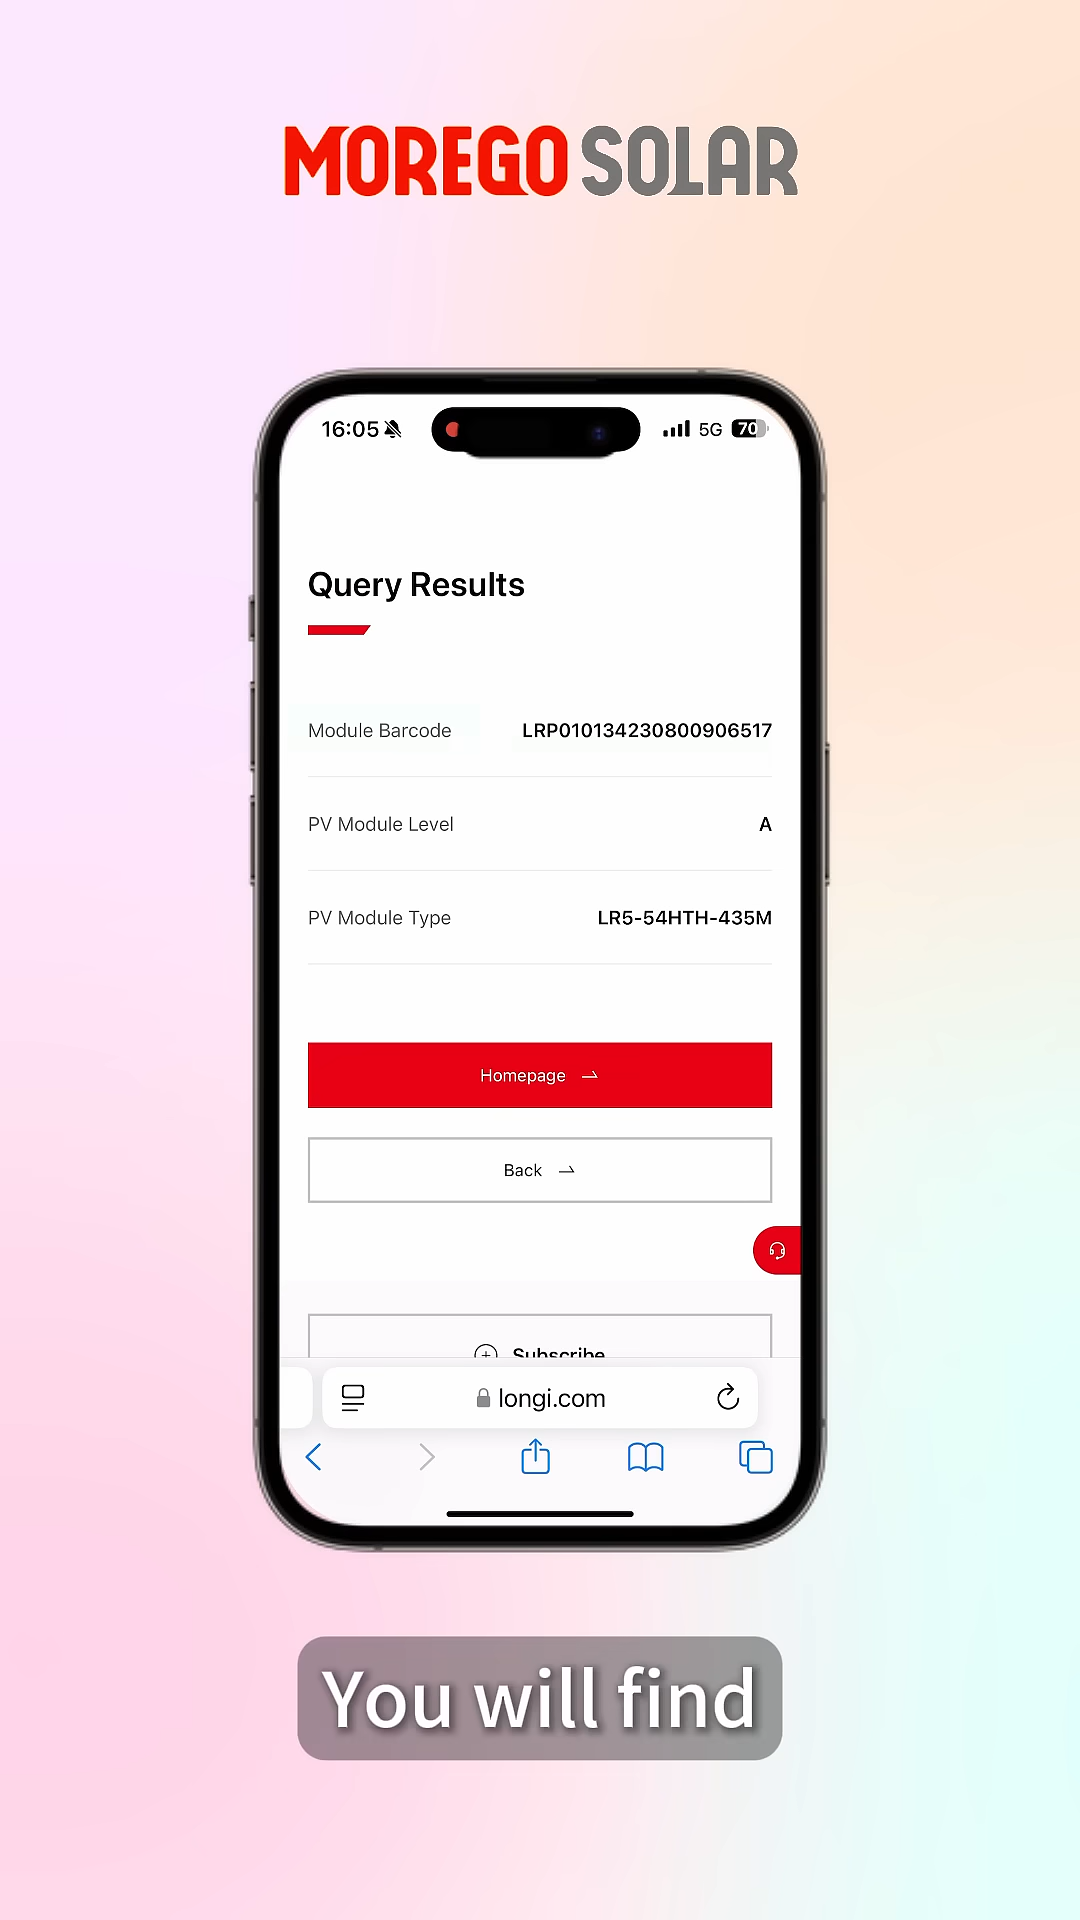 MOREGO SOLAR
16:05 5G 70
Query Results
Module Barcode LRP010134230800906517
PV Module Level A
PV Module Type LR5-54HTH-435M
Homepage
Back
Subscribe
longi.com
You will find